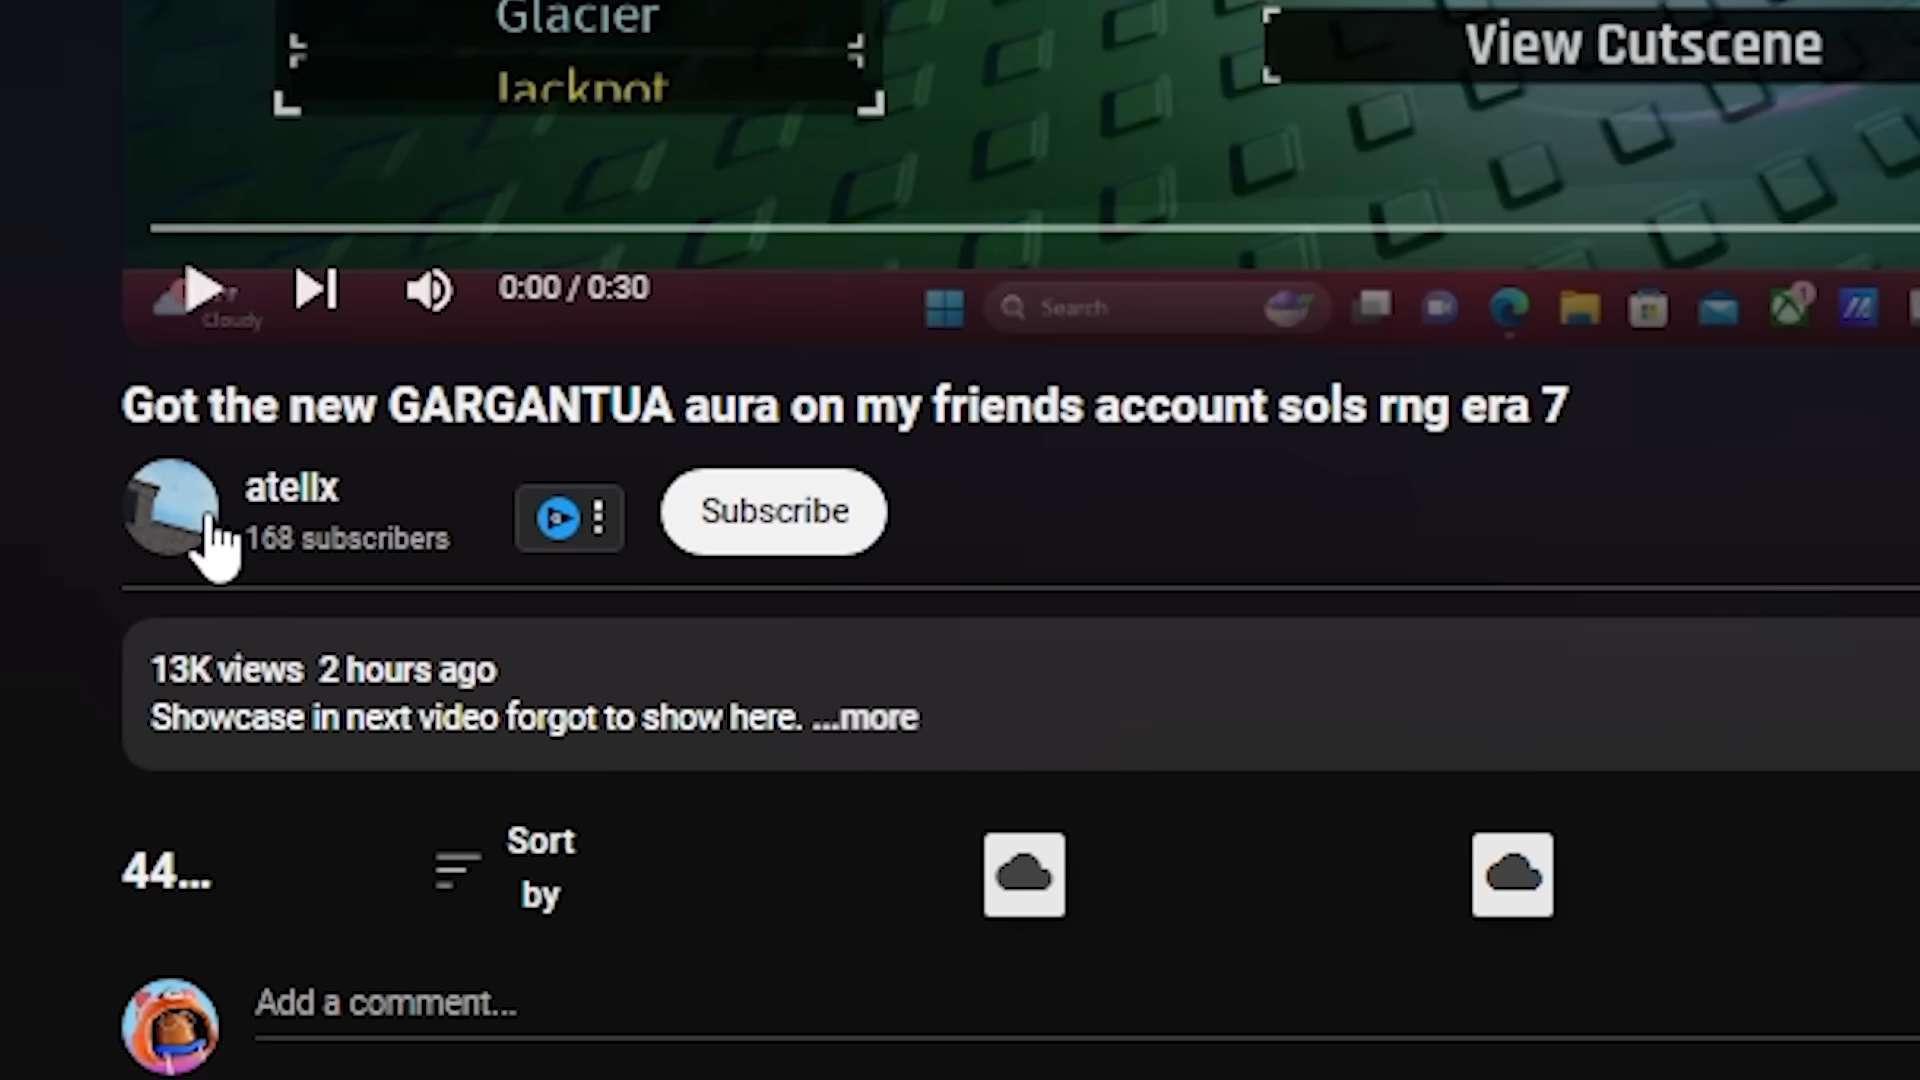 Glacier
Jackpot
View Cutscene
0:00 / 0:30
Cloudy
Search
1
Got the new GARGANTUA aura on my friends account sols rng era 7
atellx
168 subscribers
Subscribe
13K views 2 hours ago
Showcase in next video forgot to show here. ...more
44...
Sort
by
Add a comment...